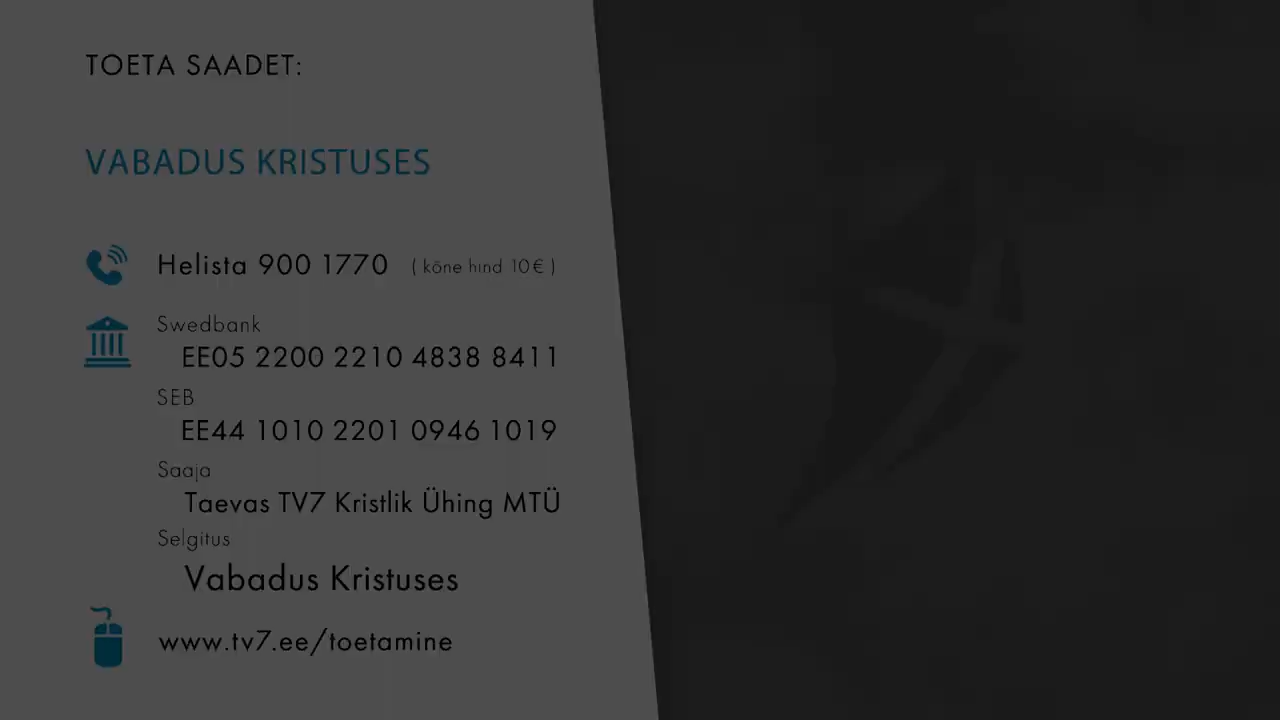 TOETA SAADET:
VABADUS KRISTUSES
Helista 900 1770 ( kõne hind 10€ )
Swedbank
EE05 2200 2210 4838 8411
SEB
EE44 1010 2201 0946 1019
Saaja
Taevas TV7 Kristlik Ühing MTÜ
Selgitus
Vabadus Kristuses
www.tv7.ee/toetamine